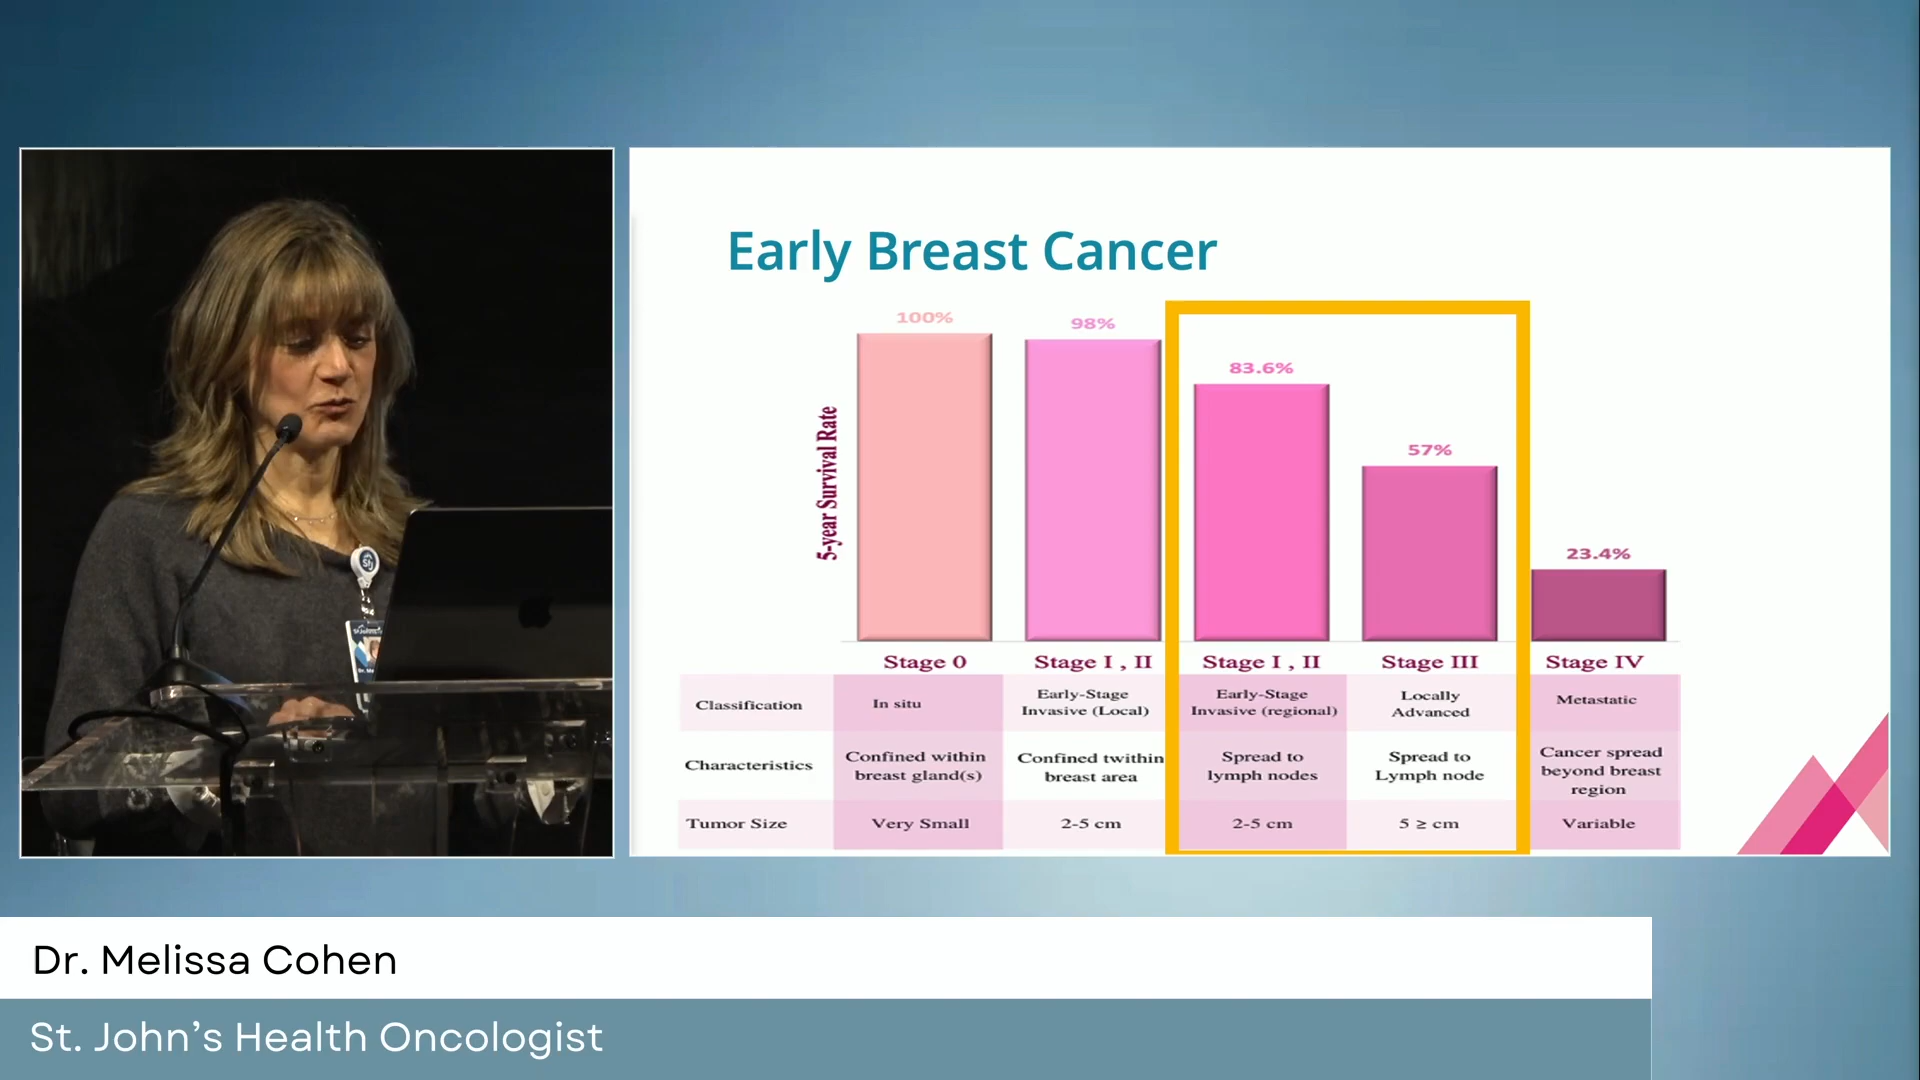 Early Breast Cancer
100%
98%
83.6%
57%
23.4%
5-year Survival Rate
Stage 0
Stage I , II
Stage I , II
Stage III
Stage IV
Classification
In situ
Early-Stage
Invasive (Local)
Early-Stage
Invasive (regional)
Locally
Advanced
Metastatic
Characteristics
Confined within
breast gland(s)
Confined twithin
breast area
Spread to
lymph nodes
Spread to
Lymph node
Cancer spread
beyond breast
region
Tumor Size
Very Small
2-5 cm
2-5 cm
5 ≥ cm
Variable
Dr. Melissa Cohen
St. John’s Health Oncologist